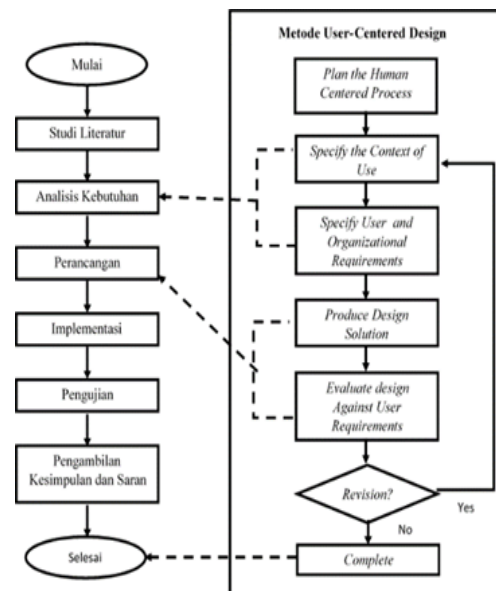 Mulai
Studi Literatur
Analisis Kebutuhan
Perancangan
Implementasi
Pengujian
Pengambilan
Kesimpulan dan Saran
Selesai
Metode User-Centered Design
Plan the Human
Centered Process
Specify the Context of
Use
Specify User and
Organizational
Requirements
Produce Design
Solution
Evaluate design
Against User
Requirements
Revision?
Yes
No
Complete